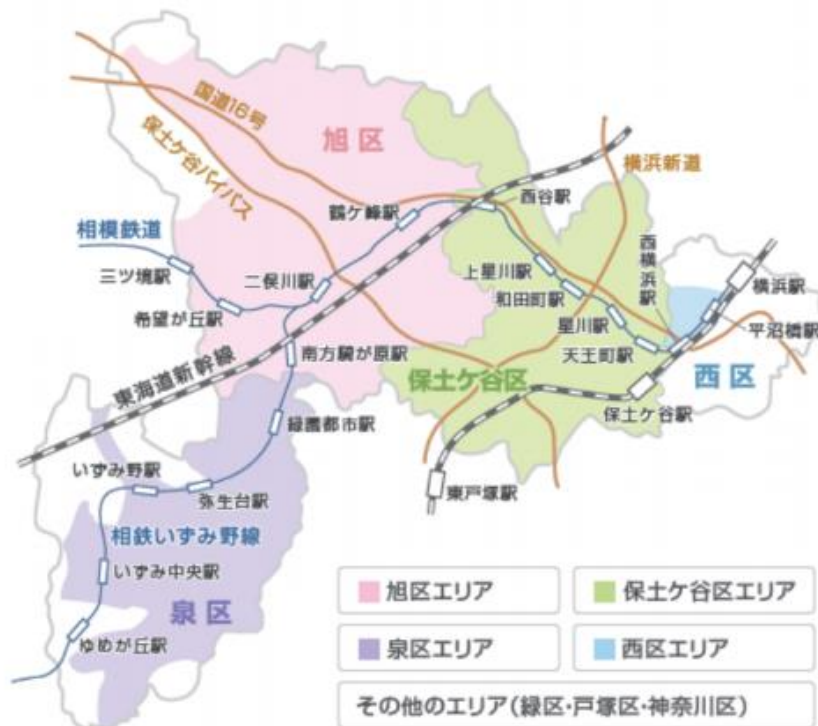 国道16号
旭区
保土ケ谷バイパス
横浜新道
鶴ケ峰駅
西谷駅
相模鉄道
三ツ境駅
二俣川駅
上星川駅
西横浜駅
横浜駅
希望が丘駅
和田町駅
星川駅
平沼橋駅
南万騎が原駅
天王町駅
東海道新幹線
保土ケ谷区
西区
保土ケ谷駅
緑園都市駅
いずみ野駅
弥生台駅
東戸塚駅
相鉄いずみ野線
いずみ中央駅
泉区
ゆめが丘駅
旭区エリア
保土ケ谷区エリア
泉区エリア
西区エリア
その他のエリア(緑区・戸塚区・神奈川区)